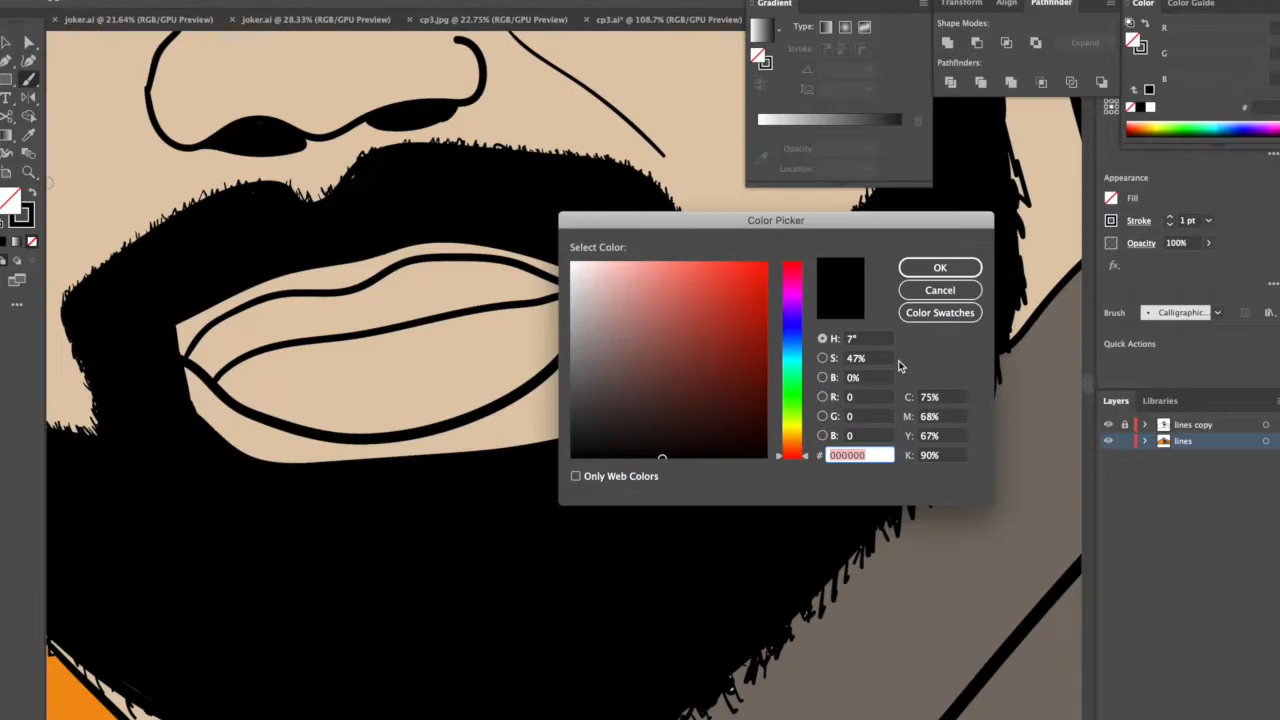 joker.ai @ 21.64% (RGB/GPU Preview)
joker.ai @ 28.33% (RGB/GPU Preview)
cp3.jpg @ 22.75% (RGB/GPU Preview)
cp3.ai* @ 108.7% (RGB/GPU Preview)
Gradient
Type:
Stroke:
Opacity:
Location:
Transform
Align
Pathfinder
Shape Modes:
Expand
Pathfinders:
Color
Color Guide
R
G
B
#
Color Picker
Select Color:
OK
Cancel
Color Swatches
H: 7°
S: 47%
B: 0%
R: 0
C: 75%
G: 0
M: 68%
B: 0
Y: 67%
# 000000
K: 90%
Only Web Colors
Appearance
Fill
Stroke
1 pt
Opacity
100%
fx
Brush
Calligraphic...
Quick Actions
Layers
Libraries
lines copy
lines